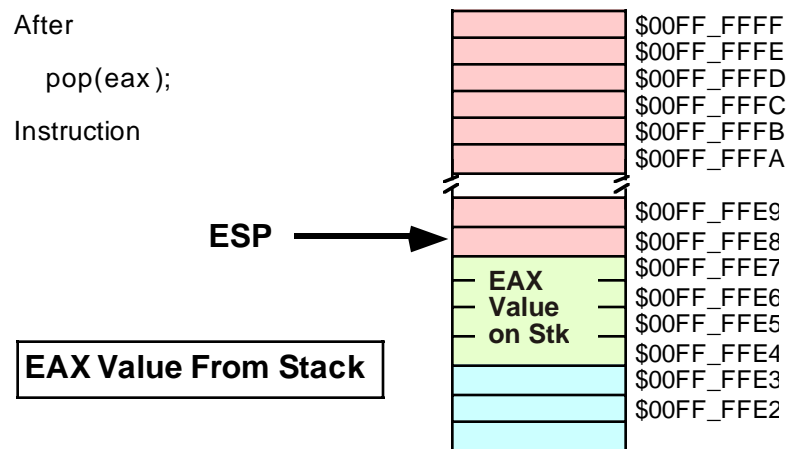 After
pop(eax);
Instruction
ESP
EAX Value From Stack
EAX
Value
on Stk
$00FF_FFFF
$00FF_FFFE
$00FF_FFFD
$00FF_FFFC
$00FF_FFFB
$00FF_FFFA
$00FF_FFE9
$00FF_FFE8
$00FF_FFE7
$00FF_FFE6
$00FF_FFE5
$00FF_FFE4
$00FF_FFE3
$00FF_FFE2